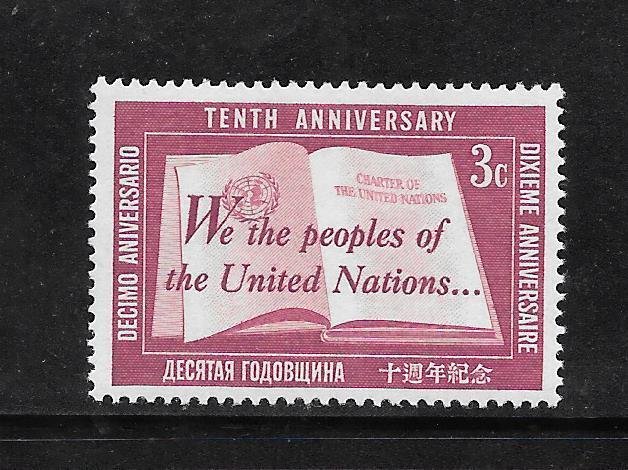 TENTH ANNIVERSARY
3c
DECIMO ANIVERSARIO
DIXIEME ANNIVERSAIRE
CHARTER OF
THE UNITED NATIONS
We the peoples of
the United Nations...
ДЕСЯТАЯ ГОДОВЩИНА 十週年紀念